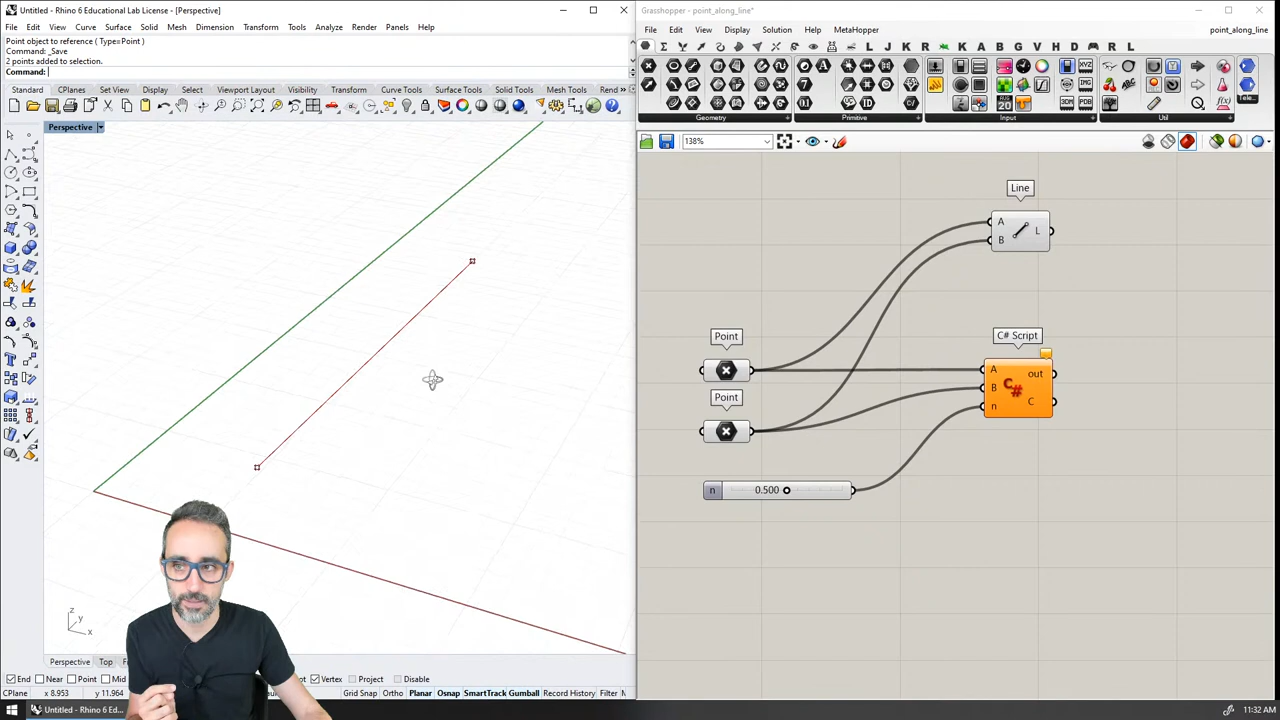 Untitled - Rhino 6 Educational Lab License - [Perspective]
File Edit View Curve Surface Solid Mesh Dimension Transform Tools Analyze Render Panels Help
Point object to reference ( Type=Point )
Command: _Save
2 points added to selection.
Command:
Standard CPlanes Set View Display Select Viewport Layout Visibility Transform Curve Tools Surface Tools Solid Tools Mesh Tools
Perspective
z
y
x
Perspective Top
End Near Point Mid Vertex Project Disable
CPlane x 8.953 y 11.964 Grid Snap Ortho Planar Osnap SmartTrack Gumball Record History Filter
Grasshopper - point_along_line*
File Edit View Display Solution Help MetaHopper point_along_line*
L J K R K A B G V H D R L
Geometry Primitive Input Util
138%
Line
A
B
L
Point
Point
C# Script
A
B
n
out
C
C#
n 0.500
Untitled - Rhino 6 Ed... 11:32 AM